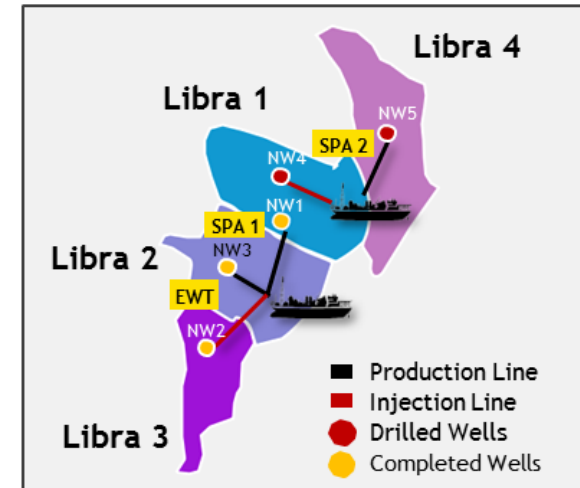 Libra 4
Libra 1
NW5
SPA 2
NW4
NW1
SPA 1
Libra 2
NW3
EWT
NW2
Production Line
Injection Line
Drilled Wells
Completed Wells
Libra 3